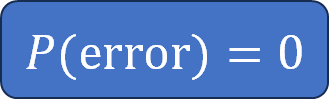 P(error) = 0